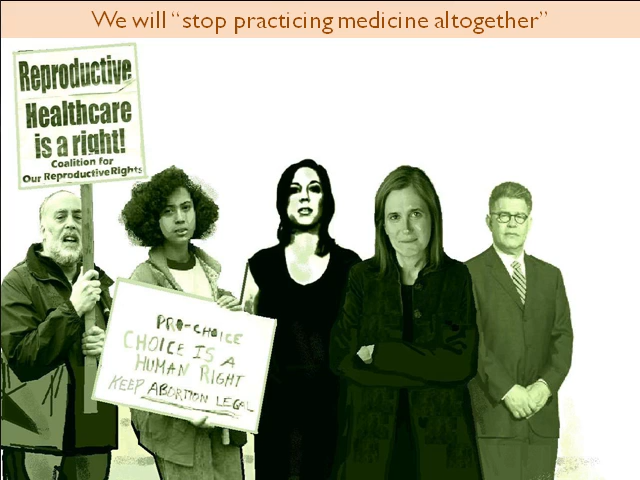 We will “stop practicing medicine altogether”
Reproductive
Healthcare
is a right!
Coalition for
Our Reproductive Rights
PRO-CHOICE
CHOICE IS A
HUMAN RIGHT
KEEP ABORTION LEGAL